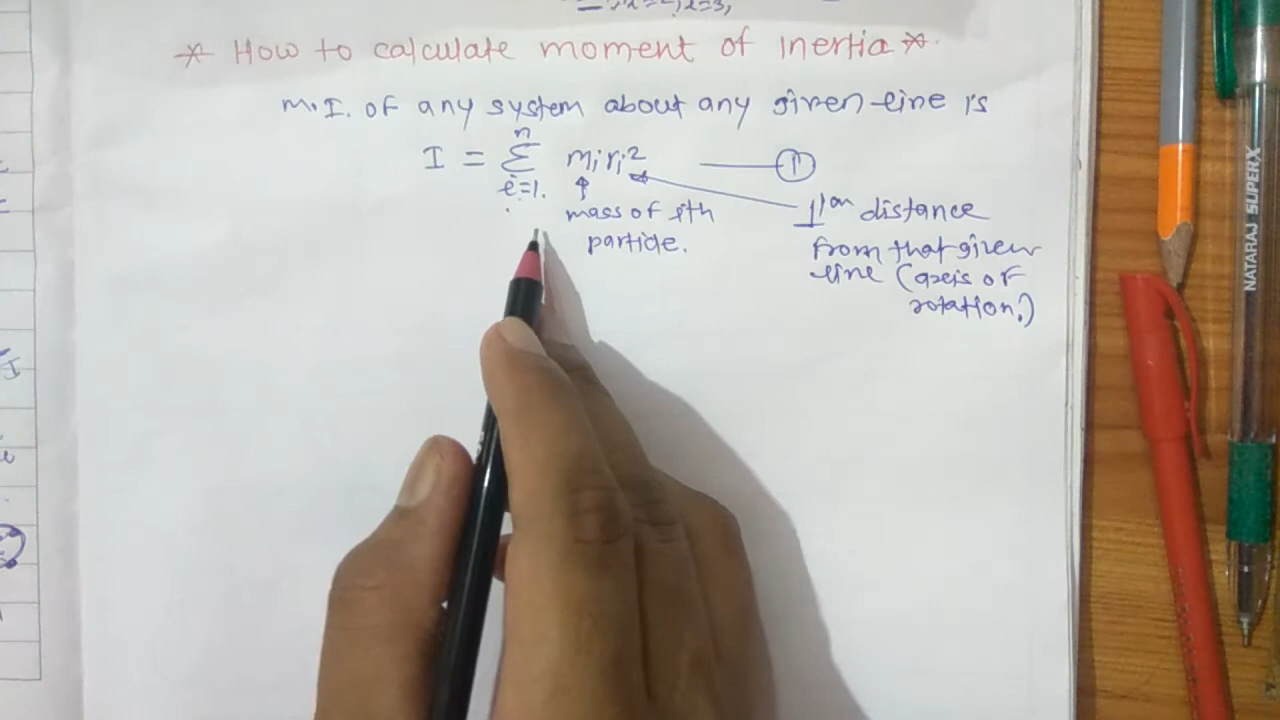 * How to calculate moment of Inertia *
M.I. of any system about any given line is
I = n∑i=1 miri² —— ①
mass of ith
particle.
⊥lar distance
from that given
line (axis of
rotation.)
NATARAJ SUPERX